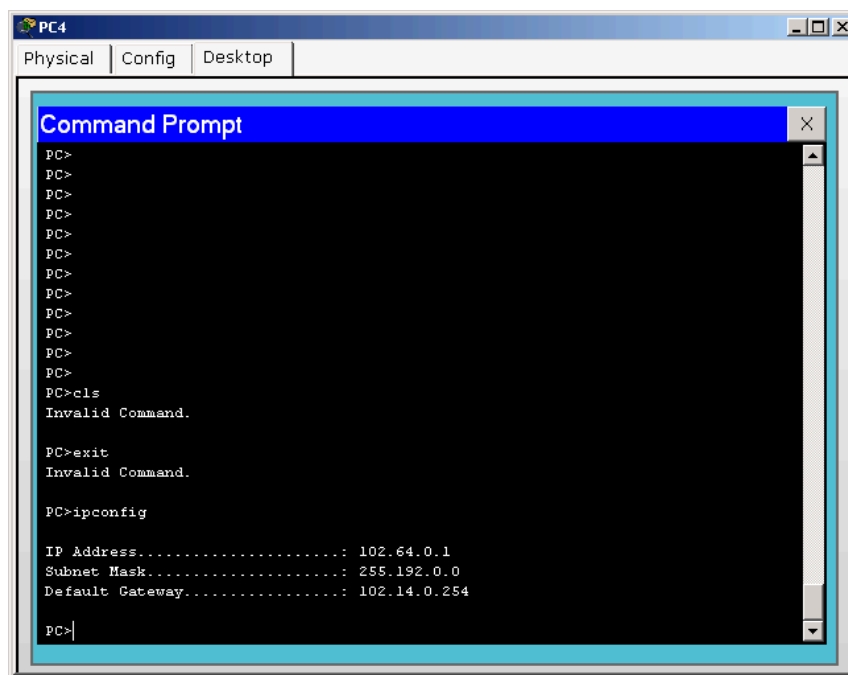 PC4
Physical Config Desktop
Command Prompt X
PC>
PC>
PC>
PC>
PC>
PC>
PC>
PC>
PC>
PC>
PC>
PC>
PC>cls
Invalid Command.
PC>exit
Invalid Command.
PC>ipconfig
IP Address......................: 102.64.0.1
Subnet Mask.....................: 255.192.0.0
Default Gateway.................: 102.14.0.254
PC>